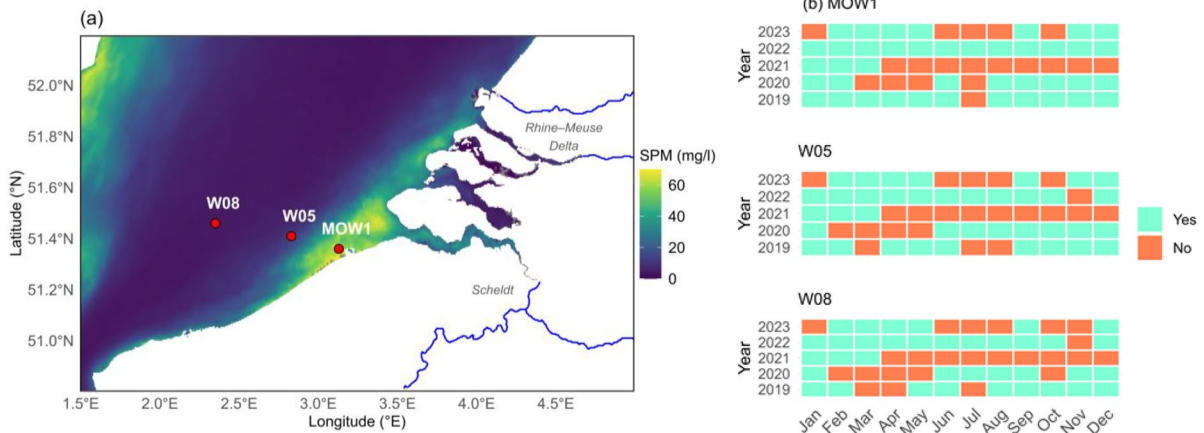 (a)
52.0°N
51.8°N
51.6°N
51.4°N
51.2°N
51.0°N
Latitude (°N)
W08
W05
MOW1
Rhine–Meuse
Delta
Scheldt
1.5°E 2.0°E 2.5°E 3.0°E 3.5°E 4.0°E 4.5°E
Longitude (°E)
SPM (mg/l)
60
40
20
0
(b) MOW1
Year
2023
2022
2021
2020
2019
W05
Year
2023
2022
2021
2020
2019
W08
Year
2023
2022
2021
2020
2019
Jan Feb Mar Apr May Jun Jul Aug Sep Oct Nov Dec
Yes
No